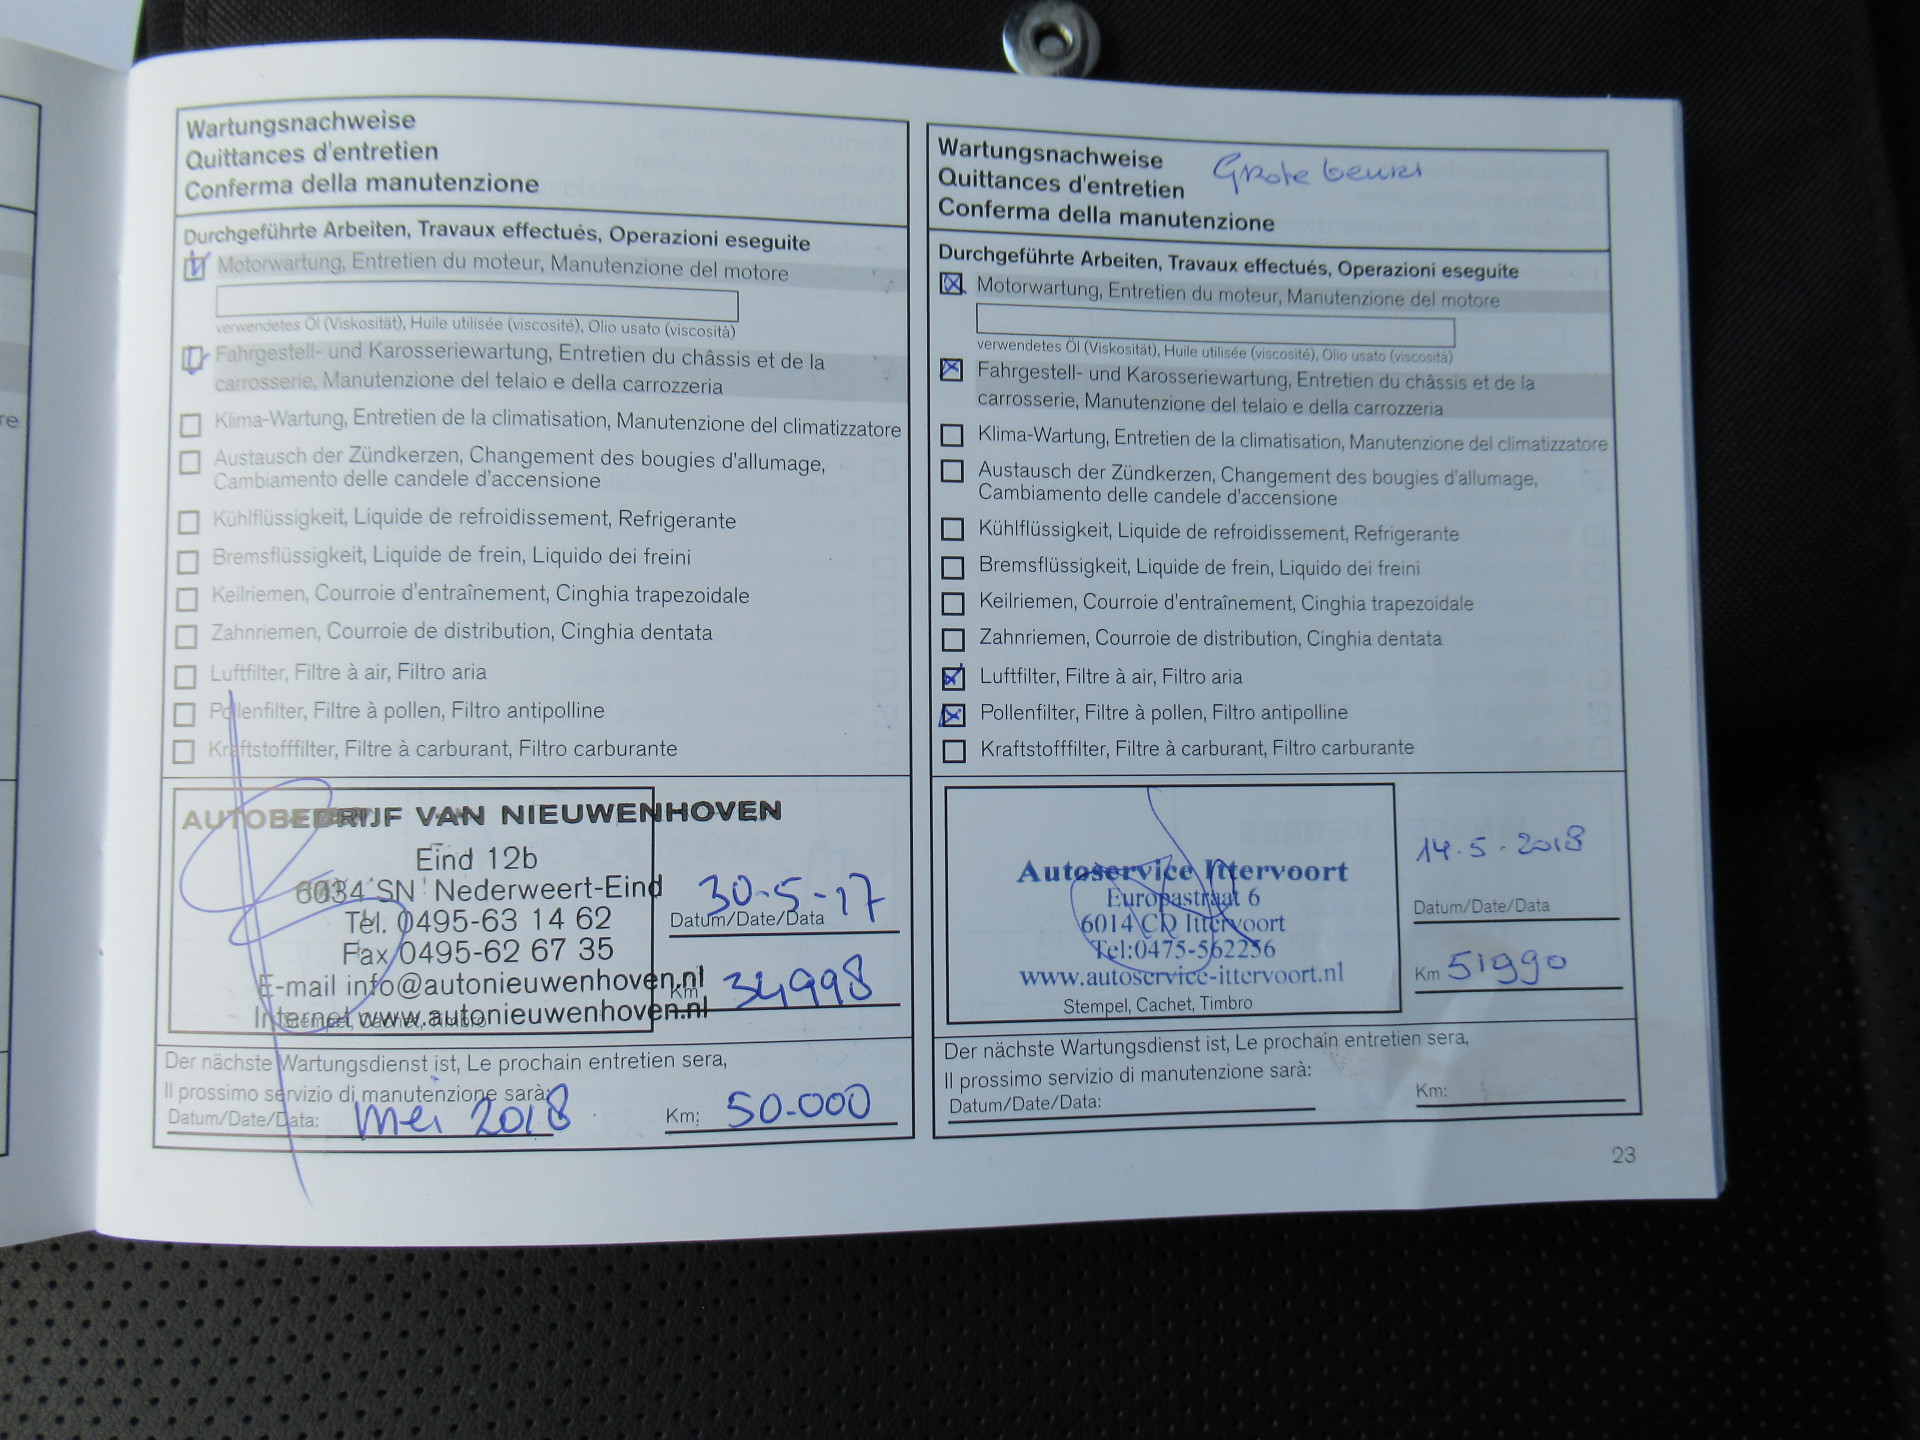 re
Wartungsnachweise
Quittances d'entretien
Conferma della manutenzione
Durchgeführte Arbeiten, Travaux effectués, Operazioni eseguite
Motorwartung, Entretien du moteur, Manutenzione del motore
verwendetes Öl (Viskosität), Huile utilisée (viscosité), Olio usato (viscosità)
Fahrgestell- und Karosseriewartung, Entretien du châssis et de la
carrosserie, Manutenzione del telaio e della carrozzeria
Klima-Wartung, Entretien de la climatisation, Manutenzione del climatizzatore
Austausch der Zündkerzen, Changement des bougies d'allumage,
Cambiamento delle candele d'accensione
Kühlflüssigkeit, Liquide de refroidissement, Refrigerante
Bremsflüssigkeit, Liquide de frein, Liquido dei freini
Keilriemen, Courroie d'entraînement, Cinghia trapezoidale
Zahnriemen, Courroie de distribution, Cinghia dentata
Luftfilter, Filtre à air, Filtro aria
Pollenfilter, Filtre à pollen, Filtro antipolline
Kraftstofffilter, Filtre à carburant, Filtro carburante
AUTOBEDRIJF VAN NIEUWENHOVEN
Eind 12b
6034 SN Nederweert-Eind
Tel. 0495-63 14 62
Fax 0495-62 67 35
E-mail info@autonieuwenhoven.nl
Internet www.autonieuwenhoven.nl
Stempel, Cachet, Timbro
30-5-17
Datum/Date/Data
Km 34998
Der nächste Wartungsdienst ist, Le prochain entretien sera,
Il prossimo servizio di manutenzione sarà:
Datum/Date/Data: mei 2018 Km: 50.000
Wartungsnachweise
Quittances d'entretien
Conferma della manutenzione
Grote beurt
Durchgeführte Arbeiten, Travaux effectués, Operazioni eseguite
Motorwartung, Entretien du moteur, Manutenzione del motore
verwendetes Öl (Viskosität), Huile utilisée (viscosité), Olio usato (viscosità)
Fahrgestell- und Karosseriewartung, Entretien du châssis et de la
carrosserie, Manutenzione del telaio e della carrozzeria
Klima-Wartung, Entretien de la climatisation, Manutenzione del climatizzatore
Austausch der Zündkerzen, Changement des bougies d'allumage,
Cambiamento delle candele d'accensione
Kühlflüssigkeit, Liquide de refroidissement, Refrigerante
Bremsflüssigkeit, Liquide de frein, Liquido dei freini
Keilriemen, Courroie d'entraînement, Cinghia trapezoidale
Zahnriemen, Courroie de distribution, Cinghia dentata
Luftfilter, Filtre à air, Filtro aria
Pollenfilter, Filtre à pollen, Filtro antipolline
Kraftstofffilter, Filtre à carburant, Filtro carburante
Autoservice Ittervoort
Europastraat 6
6014 CD Ittervoort
Tel:0475-562256
www.autoservice-ittervoort.nl
Stempel, Cachet, Timbro
14-5-2018
Datum/Date/Data
Km 51990
Der nächste Wartungsdienst ist, Le prochain entretien sera,
Il prossimo servizio di manutenzione sarà:
Datum/Date/Data: Km:
23